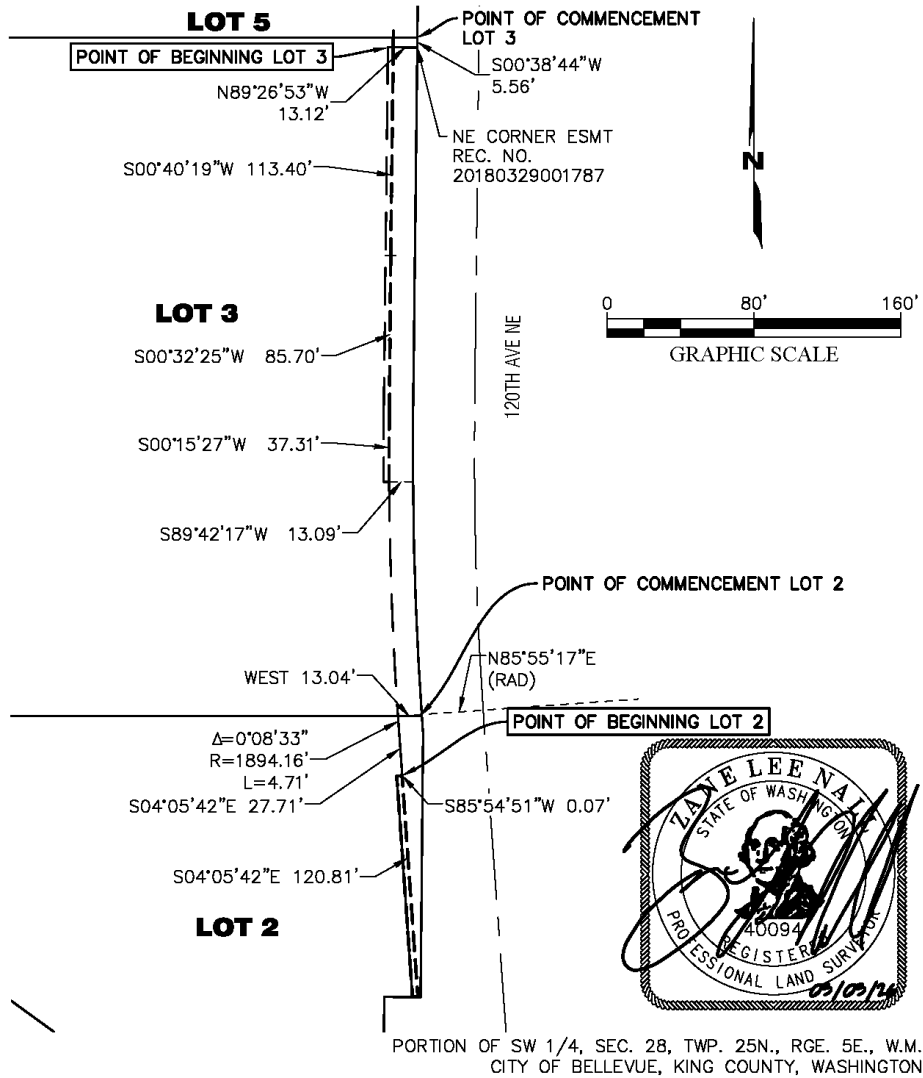 LOT 5
POINT OF COMMENCEMENT
LOT 3
POINT OF BEGINNING LOT 3
S00°38'44"W
5.56'
N89°26'53"W
13.12'
NE CORNER ESMT
REC. NO.
20180329001787
S00°40'19"W 113.40'
N
LOT 3
0 80' 160'
GRAPHIC SCALE
S00°32'25"W 85.70'
120TH AVE NE
S00°15'27"W 37.31'
S89°42'17"W 13.09'
POINT OF COMMENCEMENT LOT 2
N85°55'17"E
(RAD)
WEST 13.04'
POINT OF BEGINNING LOT 2
Δ=0°08'33"
R=1894.16'
L=4.71'
S04°05'42"E 27.71'
S85°54'51"W 0.07'
S04°05'42"E 120.81'
LOT 2
ZANE LEE
STATE OF WASHINGTON
40094
REGISTERED
PROFESSIONAL LAND SURVEYOR
PORTION OF SW 1/4, SEC. 28, TWP. 25N., RGE. 5E., W.M.
CITY OF BELLEVUE, KING COUNTY, WASHINGTON